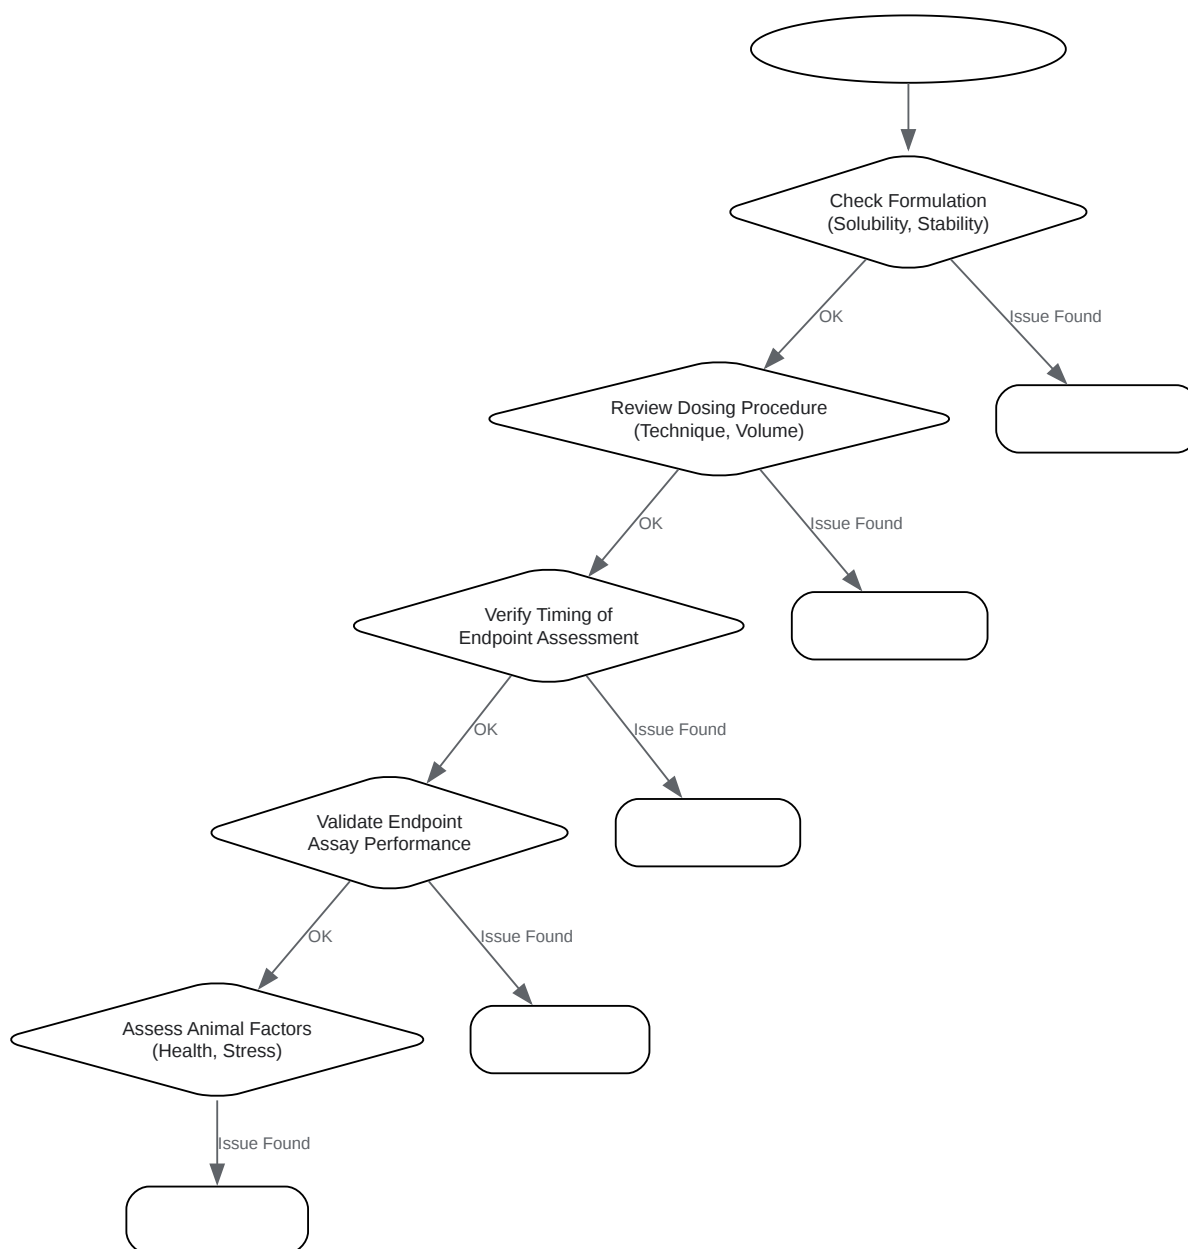 Check Formulation
(Solubility, Stability)
OK
Issue Found
Review Dosing Procedure
(Technique, Volume)
OK
Issue Found
Verify Timing of
Endpoint Assessment
OK
Issue Found
Validate Endpoint
Assay Performance
OK
Issue Found
Assess Animal Factors
(Health, Stress)
Issue Found